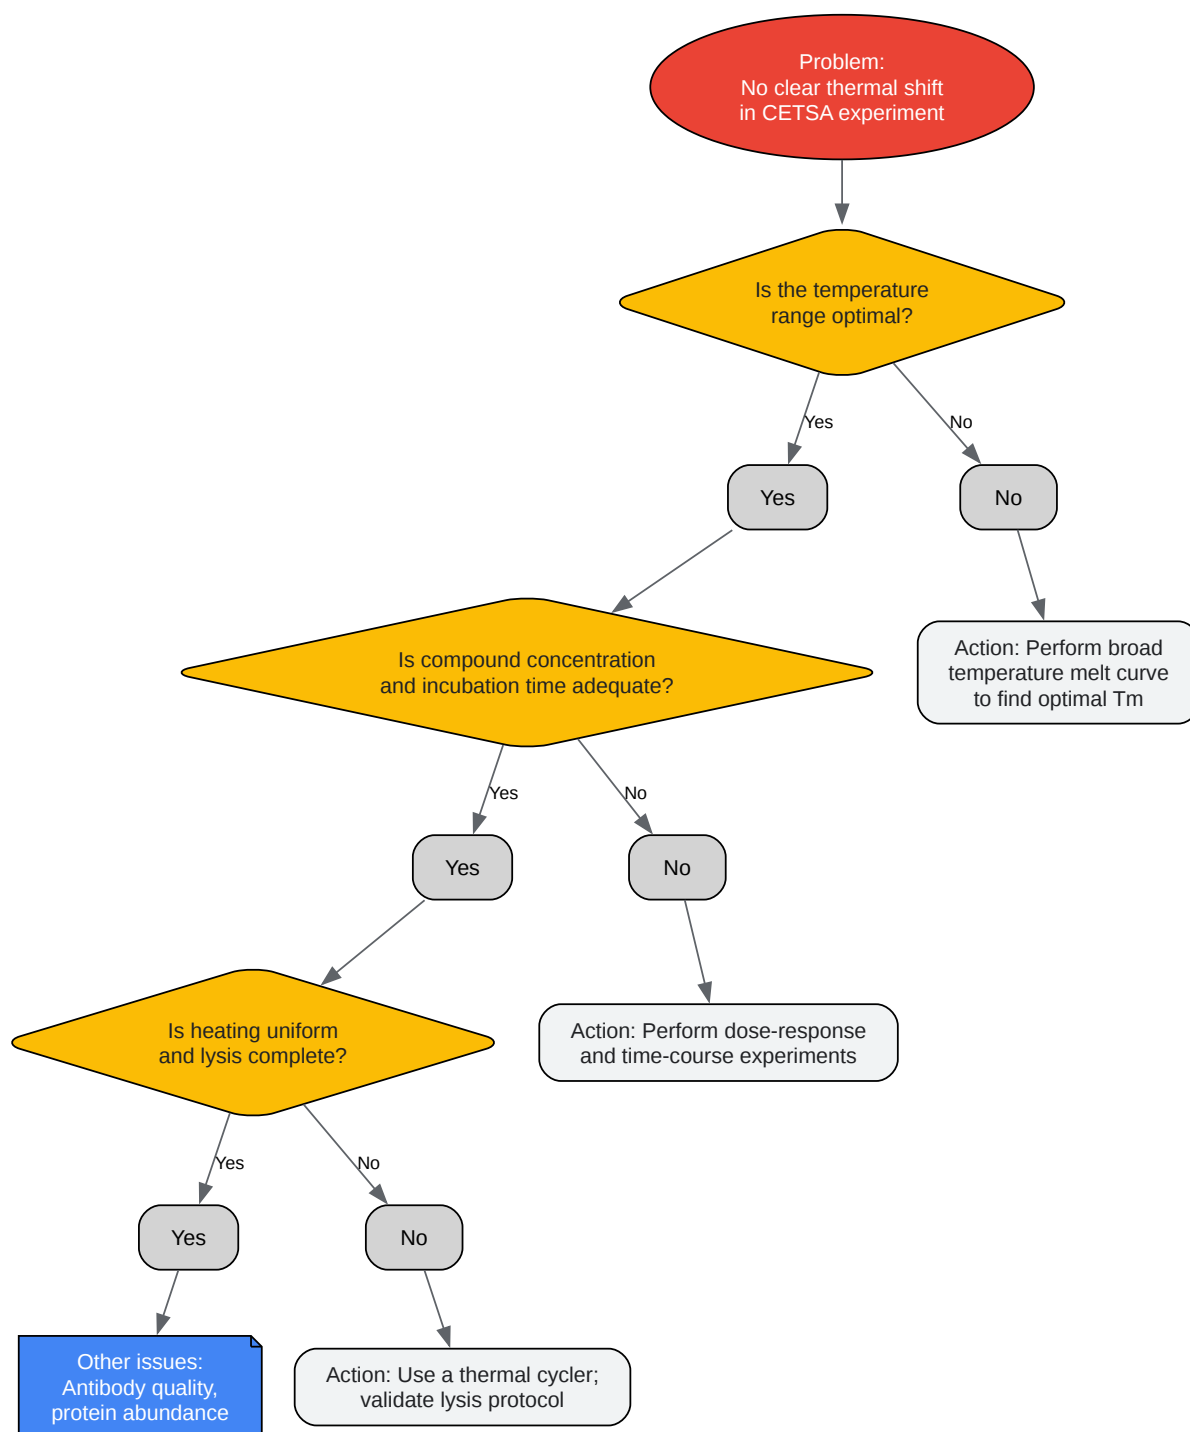 Problem:
No clear thermal shift
in CETSA experiment
Is the temperature
range optimal?
Yes
No
Yes
No
Action: Perform broad
temperature melt curve
to find optimal Tm
Is compound concentration
and incubation time adequate?
Yes
No
Yes
No
Action: Perform dose-response
and time-course experiments
Is heating uniform
and lysis complete?
Yes
No
Yes
No
Other issues:
Antibody quality,
protein abundance
Action: Use a thermal cycler;
validate lysis protocol